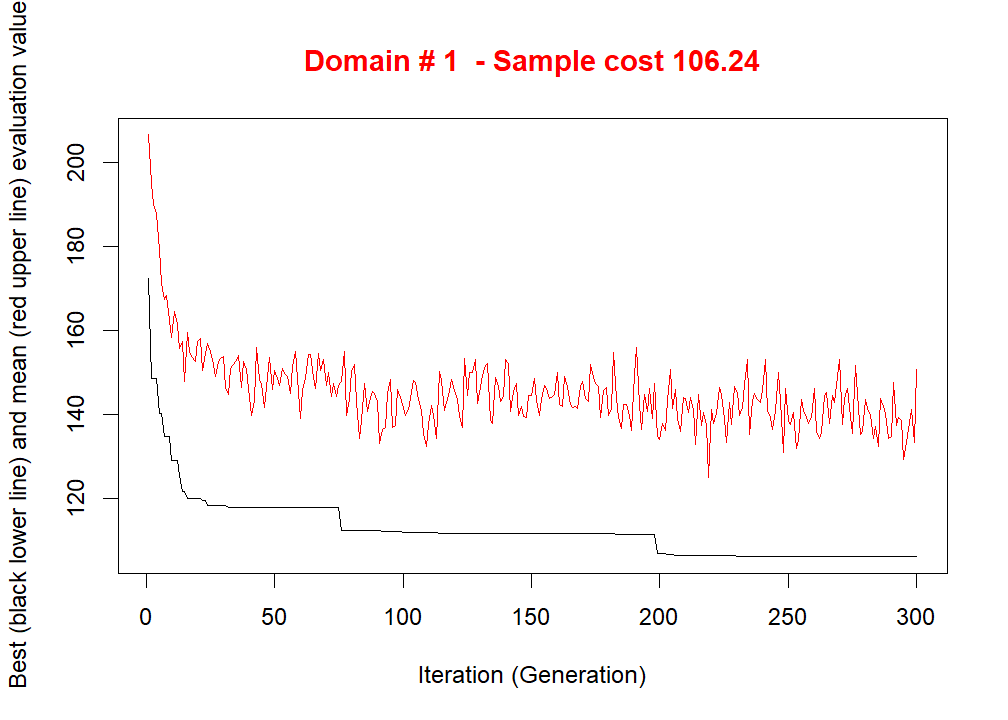 Domain # 1  - Sample cost 106.24
Best (black lower line) and mean (red upper line) evaluation value
200
180
160
140
120
0 50 100 150 200 250 300
Iteration (Generation)